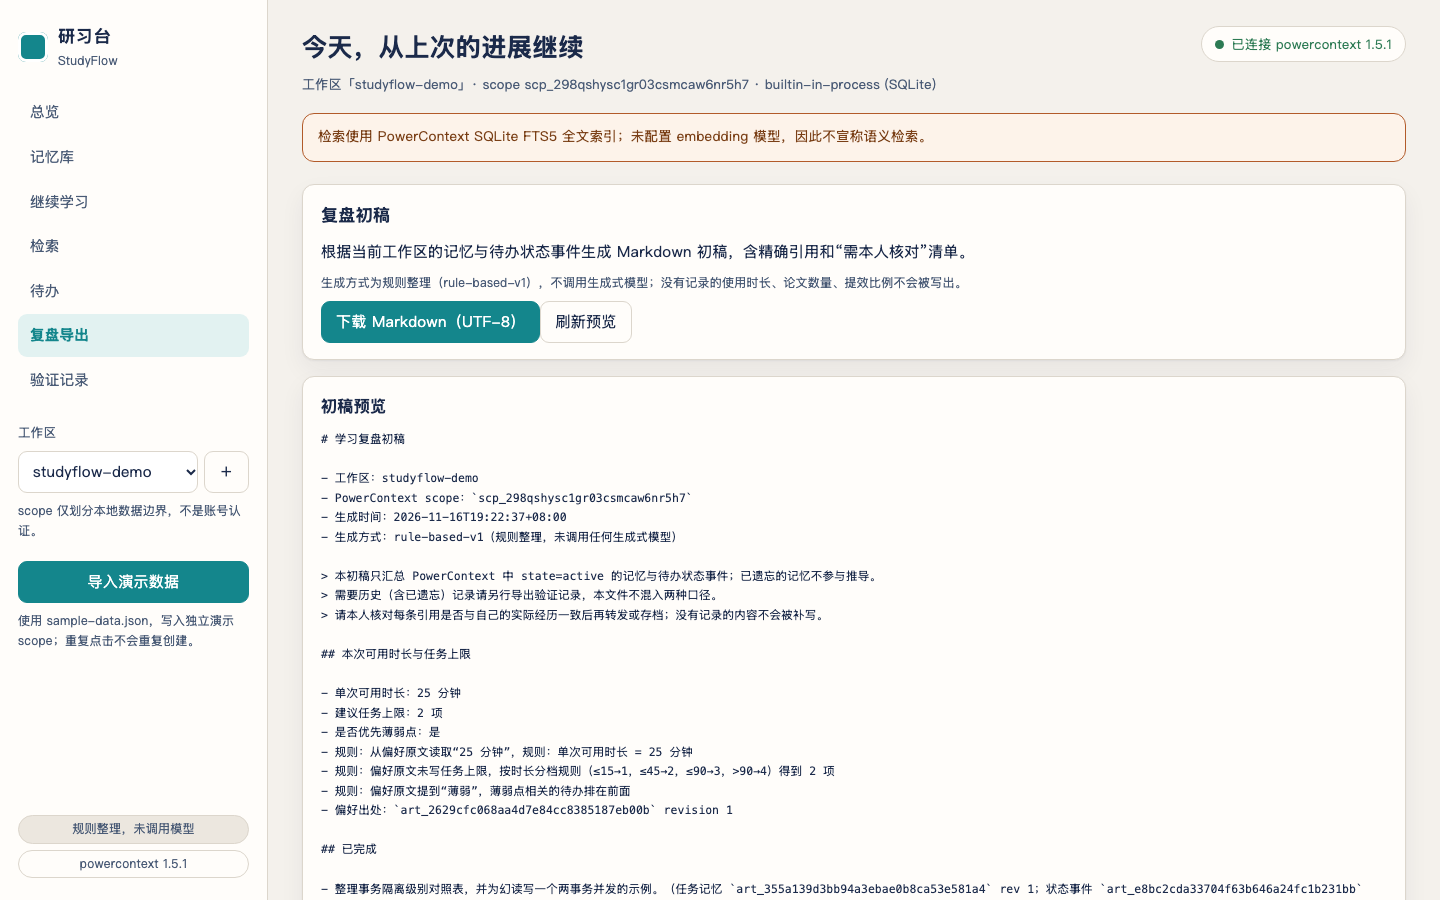 研习台
StudyFlow
总览
记忆库
继续学习
检索
待办
复盘导出
验证记录
工作区
studyflow-demo
+
scope 仅划分本地数据边界，不是账号认
证。
导入演示数据
使用 sample-data.json，写入独立演示
scope；重复点击不会重复创建。
规则整理，未调用模型
powercontext 1.5.1
今天，从上次的进展继续
已连接 powercontext 1.5.1
工作区「studyflow-demo」 · scope scp_298qshysc1gr03csmcaw6nr5h7 · builtin-in-process (SQLite)
检索使用 PowerContext SQLite FTS5 全文索引；未配置 embedding 模型，因此不宣称语义检索。
复盘初稿
根据当前工作区的记忆与待办状态事件生成 Markdown 初稿，含精确引用和“需本人核对”清单。
生成方式为规则整理（rule-based-v1），不调用生成式模型；没有记录的使用时长、论文数量、提效比例不会被写出。
下载 Markdown（UTF-8）
刷新预览
初稿预览
# 学习复盘初稿
- 工作区：studyflow-demo
- PowerContext scope：`scp_298qshysc1gr03csmcaw6nr5h7`
- 生成时间：2026-11-16T19:22:37+08:00
- 生成方式：rule-based-v1（规则整理，未调用任何生成式模型）
> 本初稿只汇总 PowerContext 中 state=active 的记忆与待办状态事件；已遗忘的记忆不参与推导。
> 需要历史（含已遗忘）记录请另行导出验证记录，本文件不混入两种口径。
> 请本人核对每条引用是否与自己的实际经历一致后再转发或存档；没有记录的内容不会被补写。
## 本次可用时长与任务上限
- 单次可用时长：25 分钟
- 建议任务上限：2 项
- 是否优先薄弱点：是
- 规则：从偏好原文读取“25 分钟”，规则：单次可用时长 = 25 分钟
- 规则：偏好原文未写任务上限，按时长分档规则（≤15→1，≤45→2，≤90→3，>90→4）得到 2 项
- 规则：偏好原文提到“薄弱”，薄弱点相关的待办排在前面
- 偏好出处：`art_2629cfc068aa4d7e84cc8385187eb00b` revision 1
## 已完成
- 整理事务隔离级别对照表，并为幻读写一个两事务并发的示例。（任务记忆 `art_355a139d3bb94a3ebae0b8ca53e581a4` rev 1；状态事件 `art_e8bc2cda33704f63b646a24fc1b231bb`